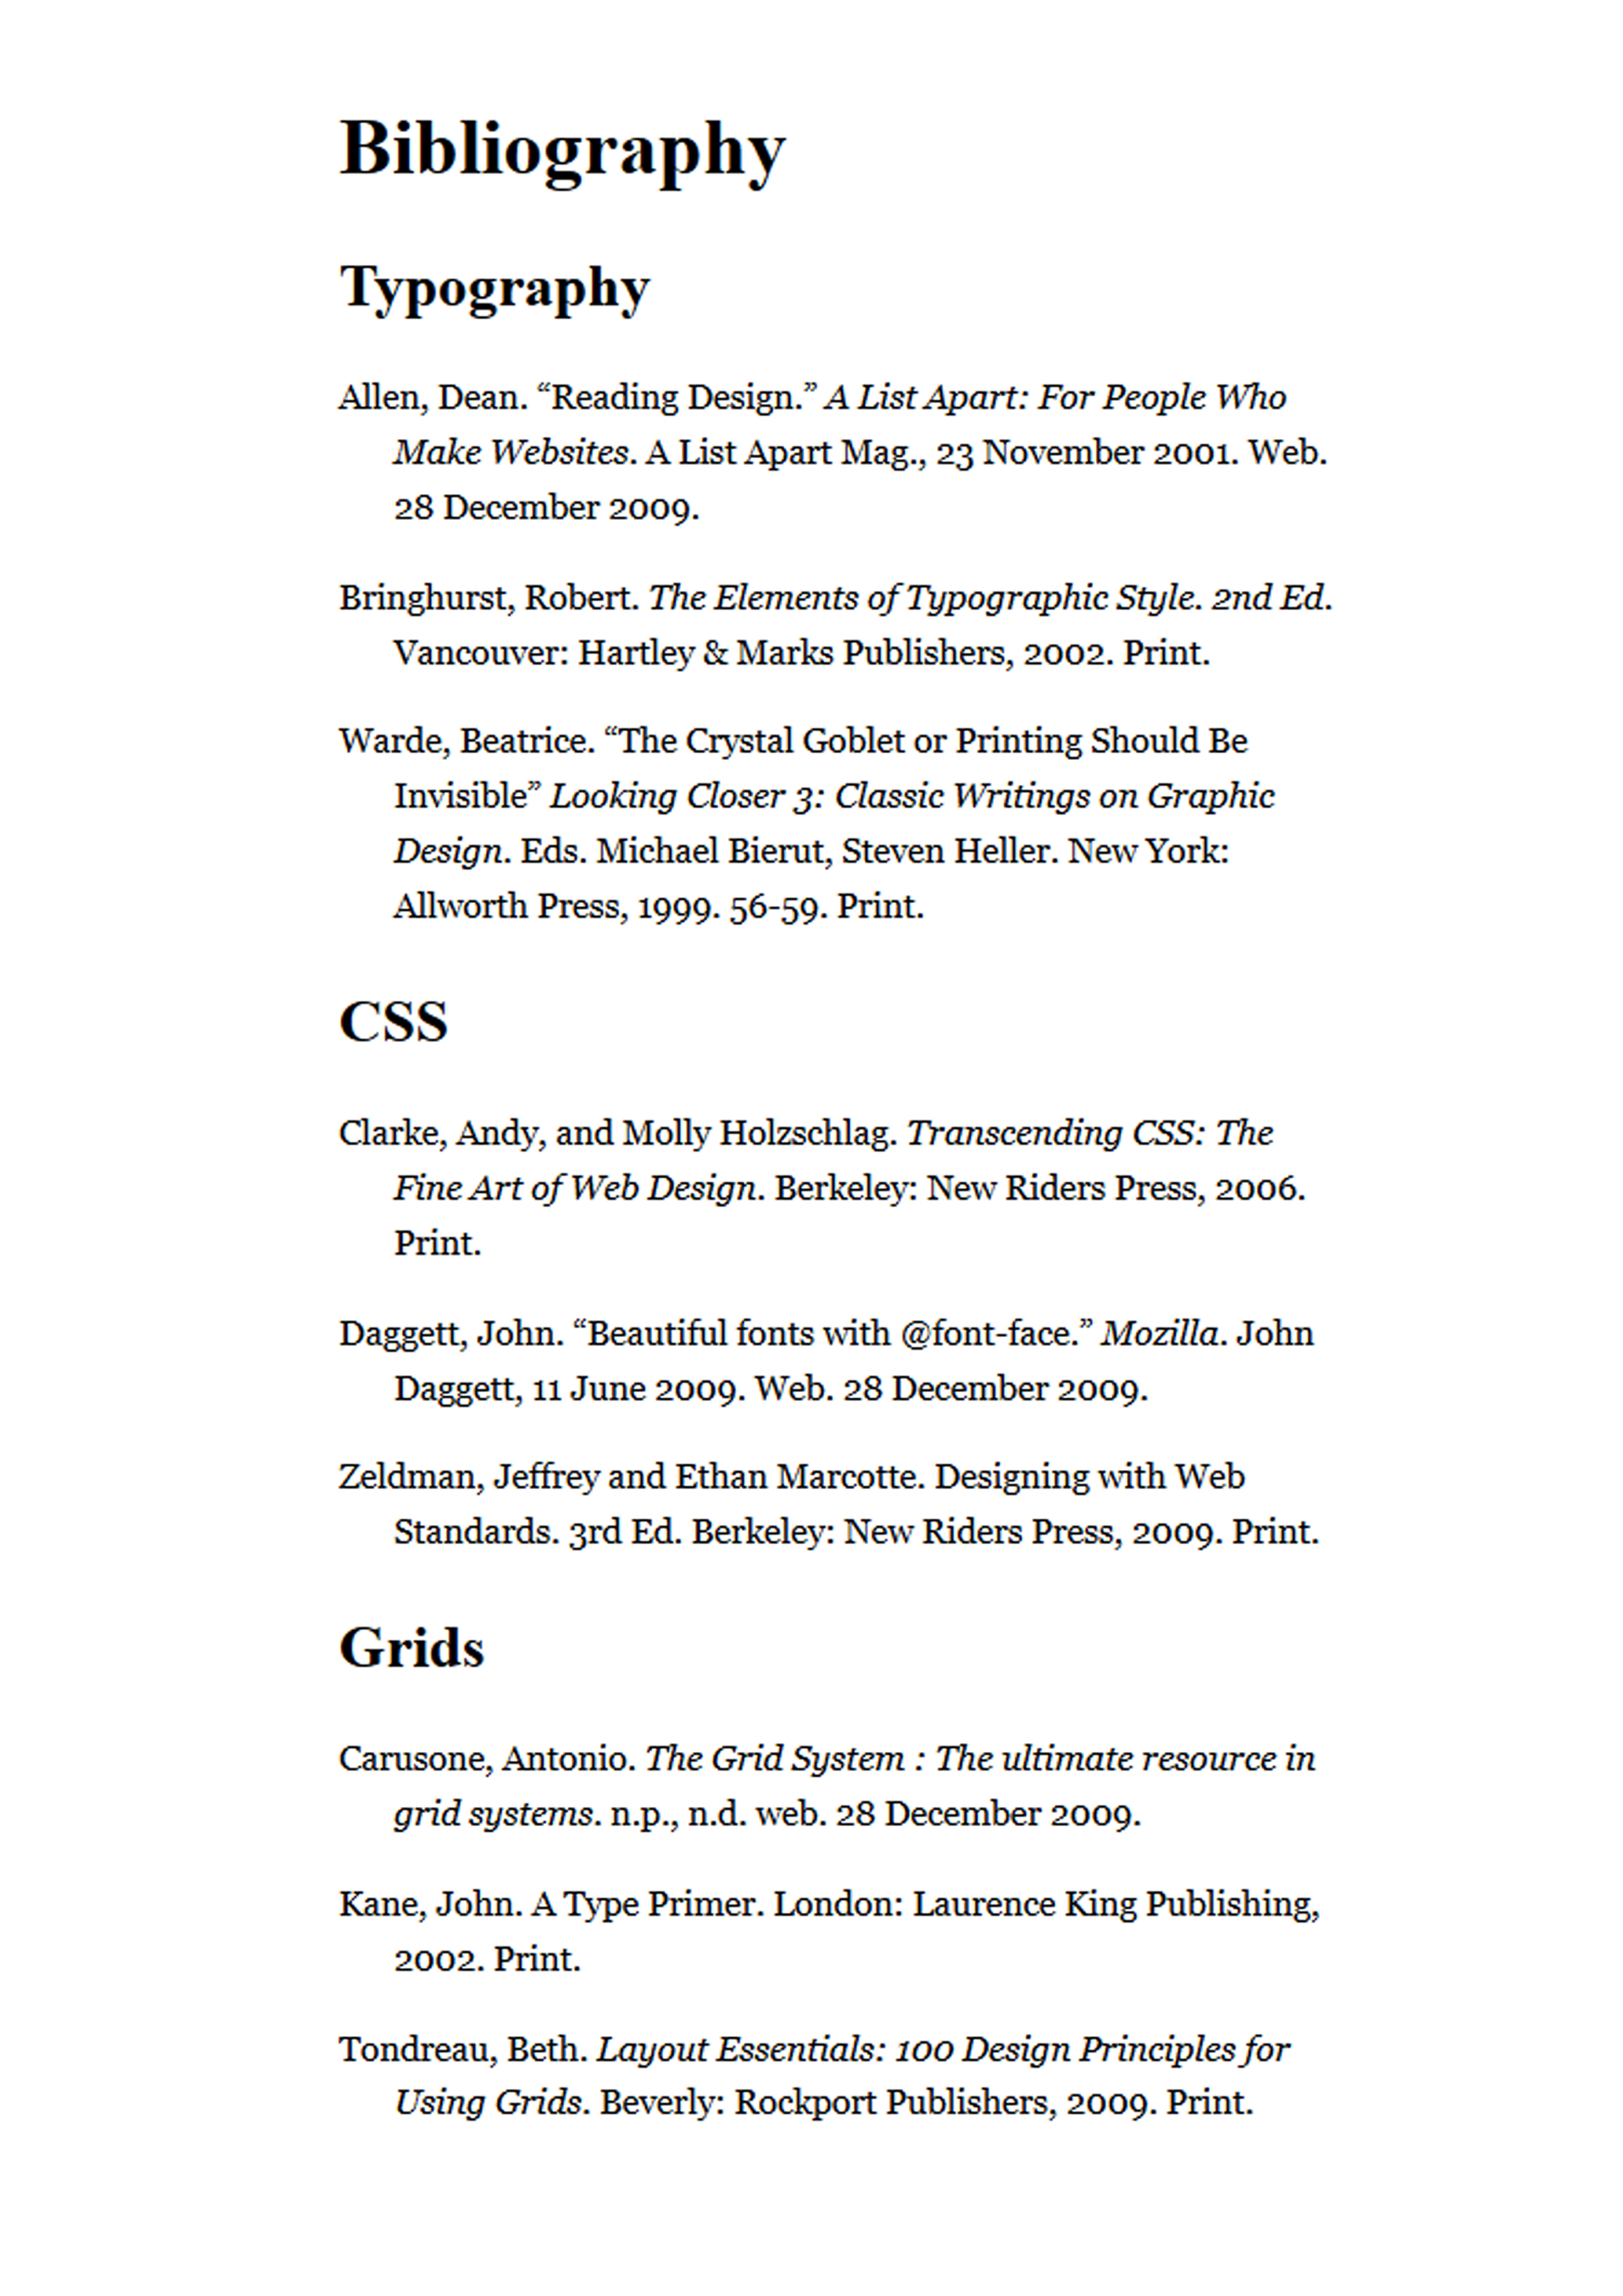 Bibliography
Typography
Allen, Dean. “Reading Design.” A List Apart: For People Who
Make Websites. A List Apart Mag., 23 November 2001. Web.
28 December 2009.
Bringhurst, Robert. The Elements of Typographic Style. 2nd Ed.
Vancouver: Hartley & Marks Publishers, 2002. Print.
Warde, Beatrice. “The Crystal Goblet or Printing Should Be
Invisible” Looking Closer 3: Classic Writings on Graphic
Design. Eds. Michael Bierut, Steven Heller. New York:
Allworth Press, 1999. 56-59. Print.
CSS
Clarke, Andy, and Molly Holzschlag. Transcending CSS: The
Fine Art of Web Design. Berkeley: New Riders Press, 2006.
Print.
Daggett, John. “Beautiful fonts with @font-face.” Mozilla. John
Daggett, 11 June 2009. Web. 28 December 2009.
Zeldman, Jeffrey and Ethan Marcotte. Designing with Web
Standards. 3rd Ed. Berkeley: New Riders Press, 2009. Print.
Grids
Carusone, Antonio. The Grid System : The ultimate resource in
grid systems. n.p., n.d. web. 28 December 2009.
Kane, John. A Type Primer. London: Laurence King Publishing,
2002. Print.
Tondreau, Beth. Layout Essentials: 100 Design Principles for
Using Grids. Beverly: Rockport Publishers, 2009. Print.